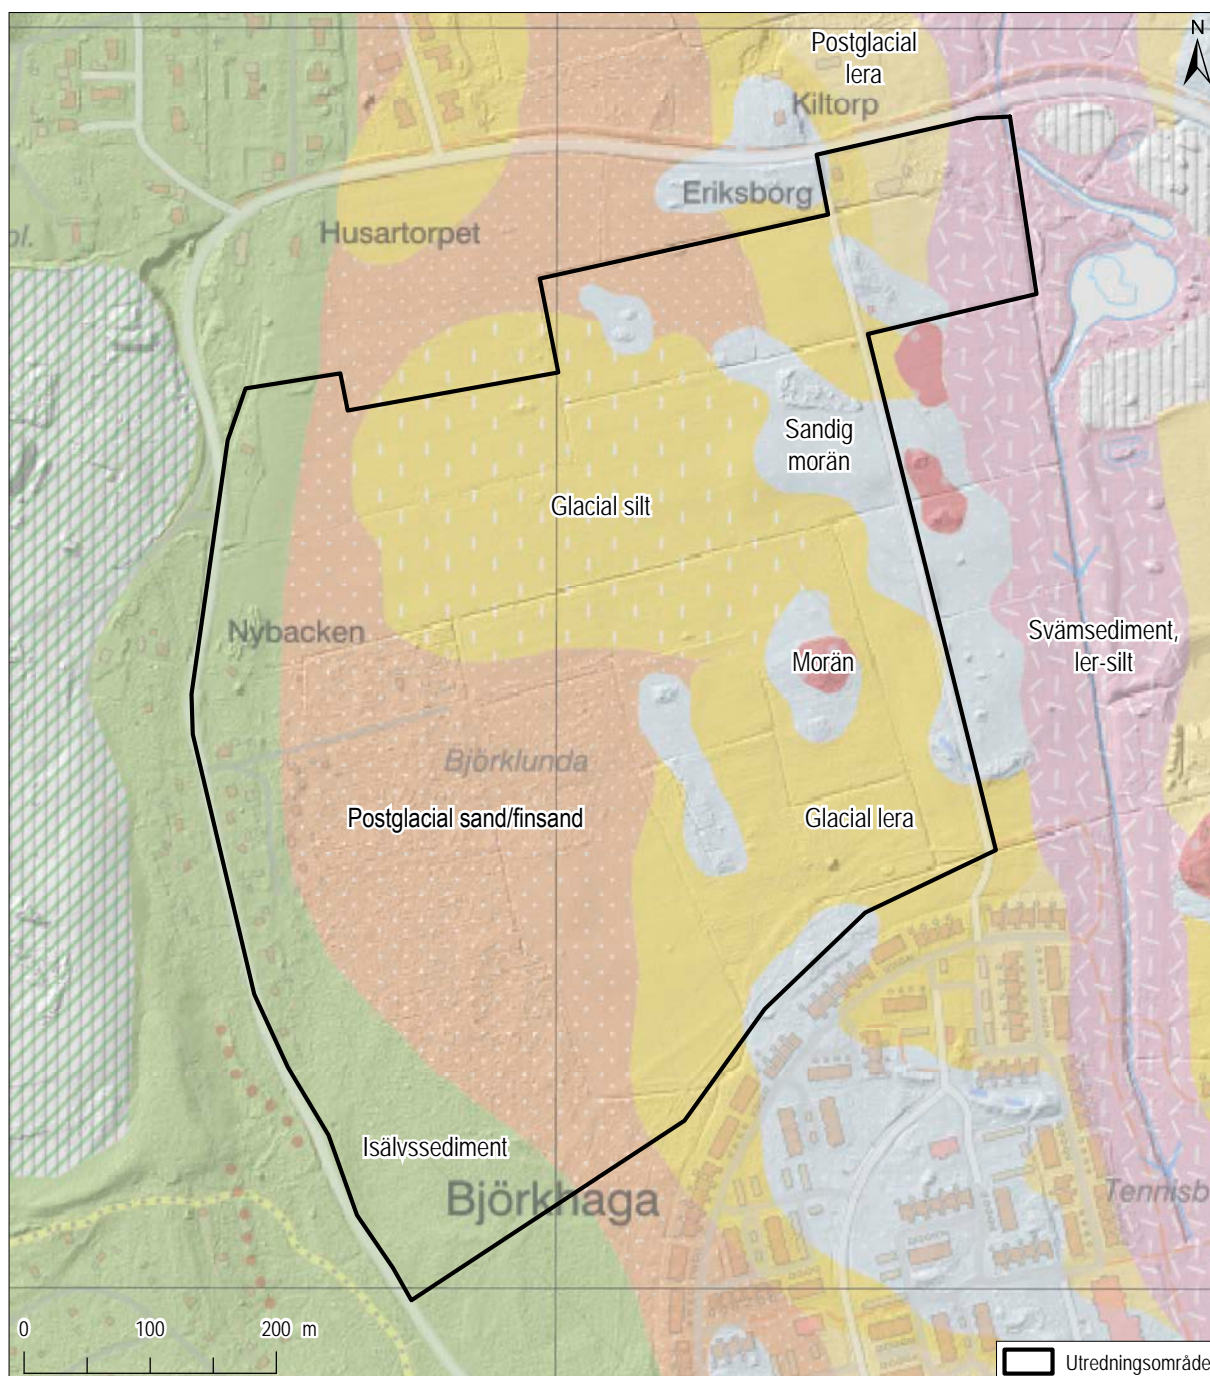 Postglacial
lera
N
Kiltorp
Eriksborg
Husartorpet
Sandig
morän
Glacial silt
Nybacken
Svämsediment,
ler-silt
Morän
Björklunda
Postglacial sand/finsand
Glacial lera
Isälvssediment
Björkhaga
Tennisb
0 100 200 m
Utredningsområde